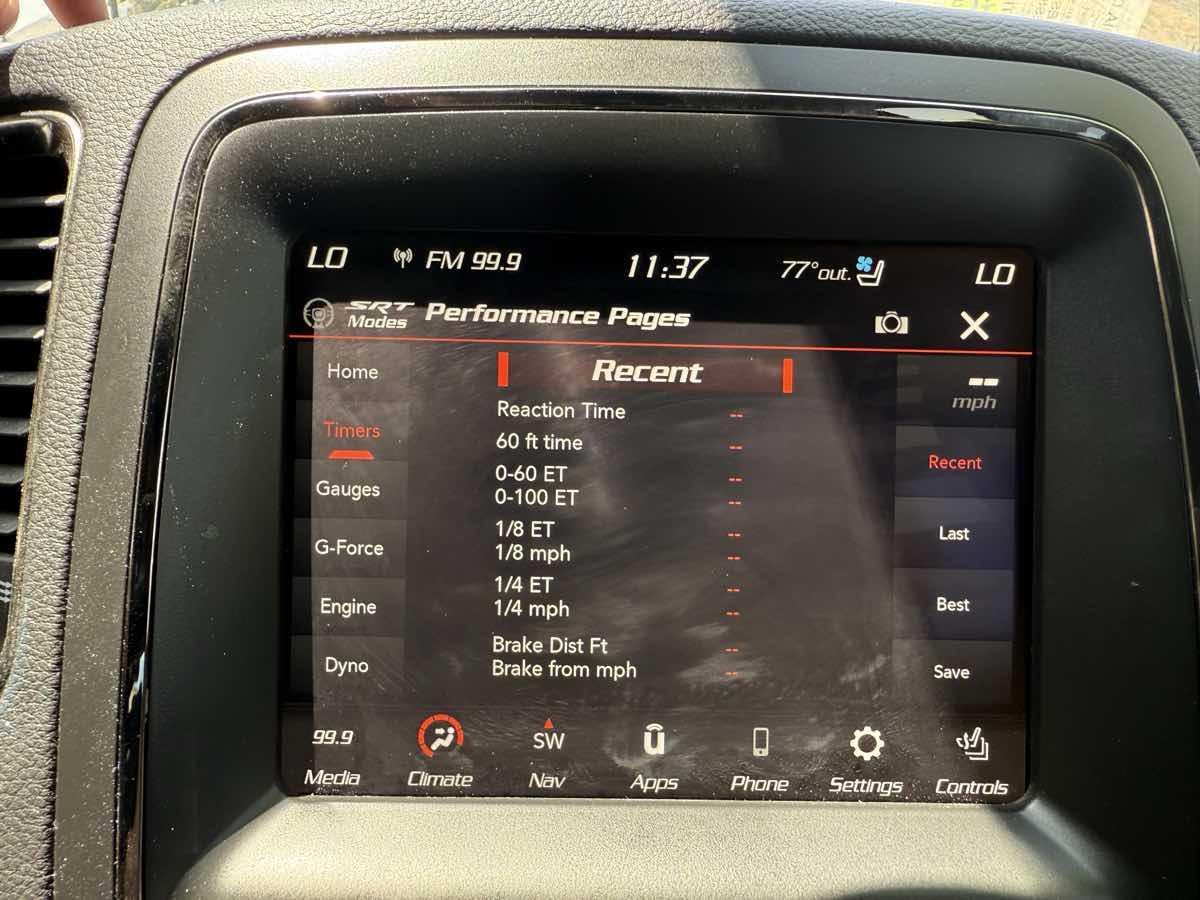 LO FM 99.9 11:37 77° out. LO
SRT Modes Performance Pages
Home
Timers
Gauges
G-Force
Engine
Dyno
Recent
Reaction Time --
60 ft time --
0-60 ET --
0-100 ET --
1/8 ET --
1/8 mph --
1/4 ET --
1/4 mph --
Brake Dist Ft --
Brake from mph --
-- mph
Recent
Last
Best
Save
99.9 SW
Media Climate Nav Apps Phone Settings Controls